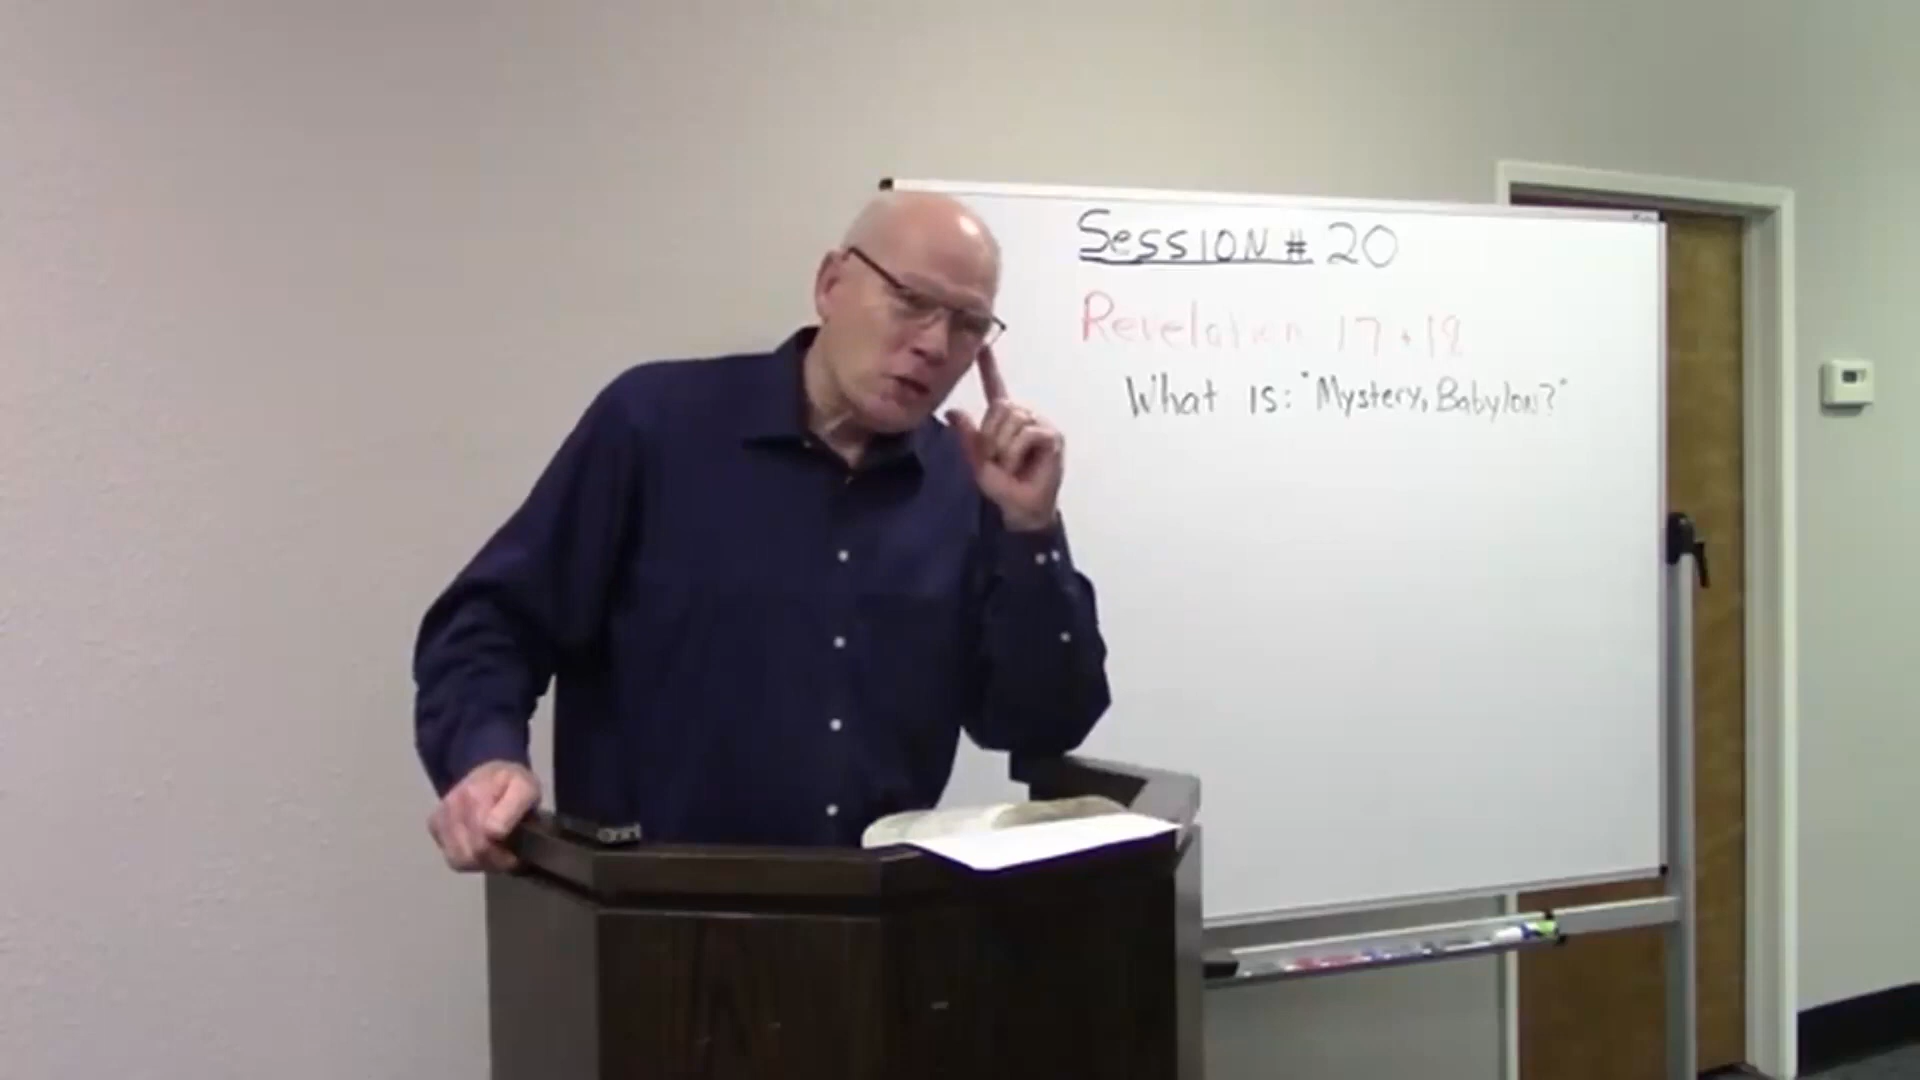 Session # 20
Revelation 17 + 18
What is: "Mystery, Babylon?"